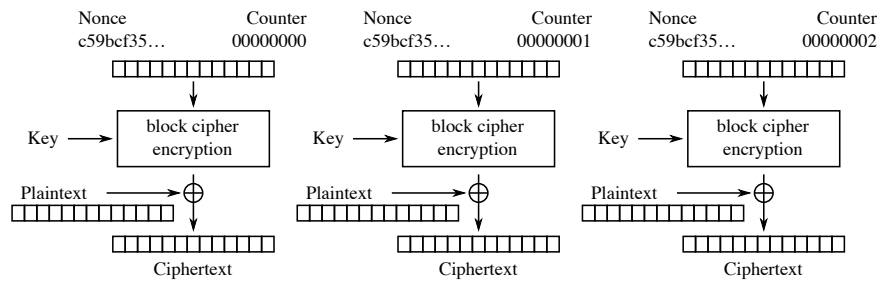 Nonce Counter Nonce Counter Nonce Counter
c59bcf35… 00000000 c59bcf35… 00000001 c59bcf35… 00000002
block cipher block cipher block cipher
Key Key Key
encryption encryption encryption
Plaintext Plaintext Plaintext
Ciphertext Ciphertext Ciphertext